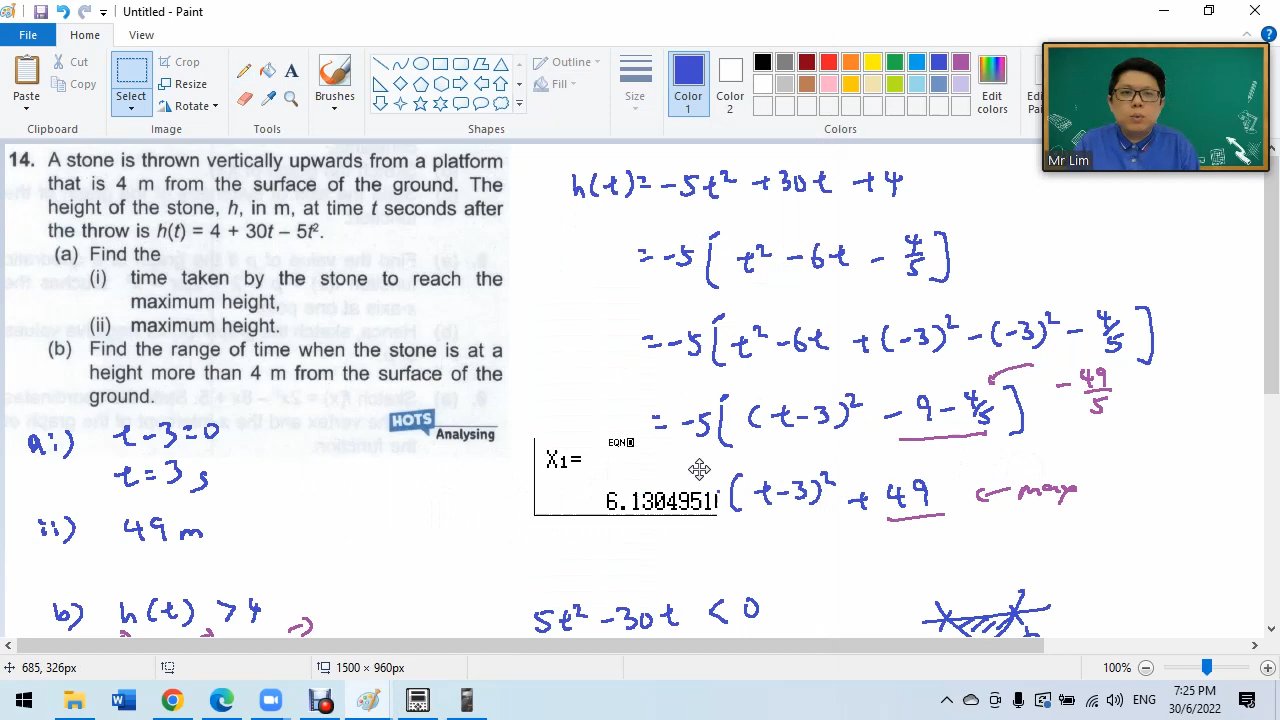 Untitled - Paint
File
Home
View
Paste
Cut
Copy
Clipboard
Select
Crop
Resize
Rotate
Image
A
Tools
Brushes
Outline
Fill
Shapes
Size
Color 1
Color 2
Edit colors
Edit
Colors
Mr Lim
14. A stone is thrown vertically upwards from a platform
that is 4 m from the surface of the ground. The
height of the stone, h, in m, at time t seconds after
the throw is h(t) = 4 + 30t – 5t².
(a) Find the
(i) time taken by the stone to reach the
maximum height,
(ii) maximum height.
(b) Find the range of time when the stone is at a
height more than 4 m from the surface of the
ground.
HOTS
Analysing
h(t) = -5t² + 30t + 4
= -5[ t² - 6t - 4/5 ]
= -5[ t² - 6t + (-3)² - (-3)² - 4/5 ]
= -5[ (t-3)² - 9 - 4/5 ]
- 49/5
(t-3)² + 49 ← max
X₁=
EQN D
6.13049510
ai) t - 3 = 0
t = 3 s
ii) 49 m
b) h(t) > 4
5t² - 30t < 0
685, 326px
1500 × 960px
100%
ENG
7:25 PM
30/6/2022